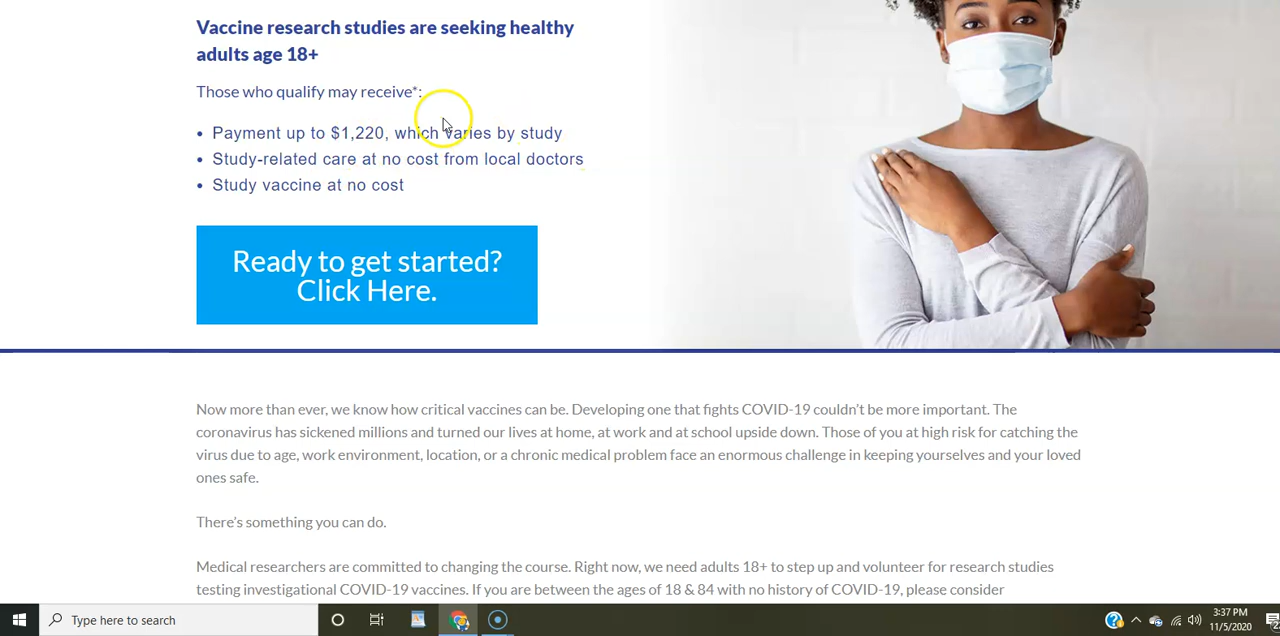 Vaccine research studies are seeking healthy
adults age 18+
Those who qualify may receive*:
• Payment up to $1,220, which varies by study
• Study-related care at no cost from local doctors
• Study vaccine at no cost
Ready to get started?
Click Here.
Now more than ever, we know how critical vaccines can be. Developing one that fights COVID-19 couldn't be more important. The
coronavirus has sickened millions and turned our lives at home, at work and at school upside down. Those of you at high risk for catching the
virus due to age, work environment, location, or a chronic medical problem face an enormous challenge in keeping yourselves and your loved
ones safe.
There's something you can do.
Medical researchers are committed to changing the course. Right now, we need adults 18+ to step up and volunteer for research studies
testing investigational COVID-19 vaccines. If you are between the ages of 18 & 84 with no history of COVID-19, please consider
Type here to search
3:37 PM
11/5/2020